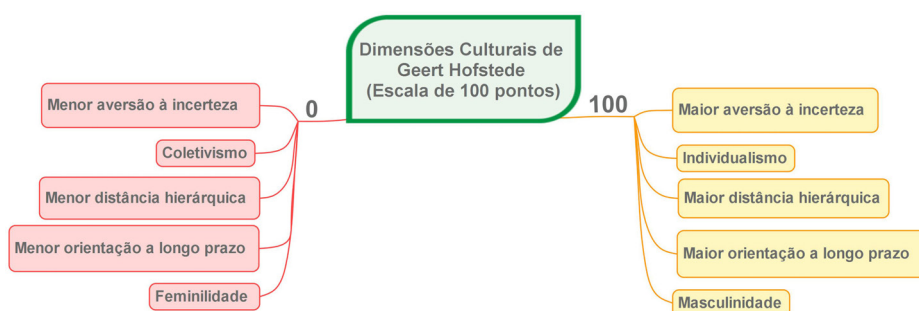 Dimensões Culturais de
Geert Hofstede
(Escala de 100 pontos)
0
Menor aversão à incerteza
Coletivismo
Menor distância hierárquica
Menor orientação a longo prazo
Feminilidade
100
Maior aversão à incerteza
Individualismo
Maior distância hierárquica
Maior orientação a longo prazo
Masculinidade